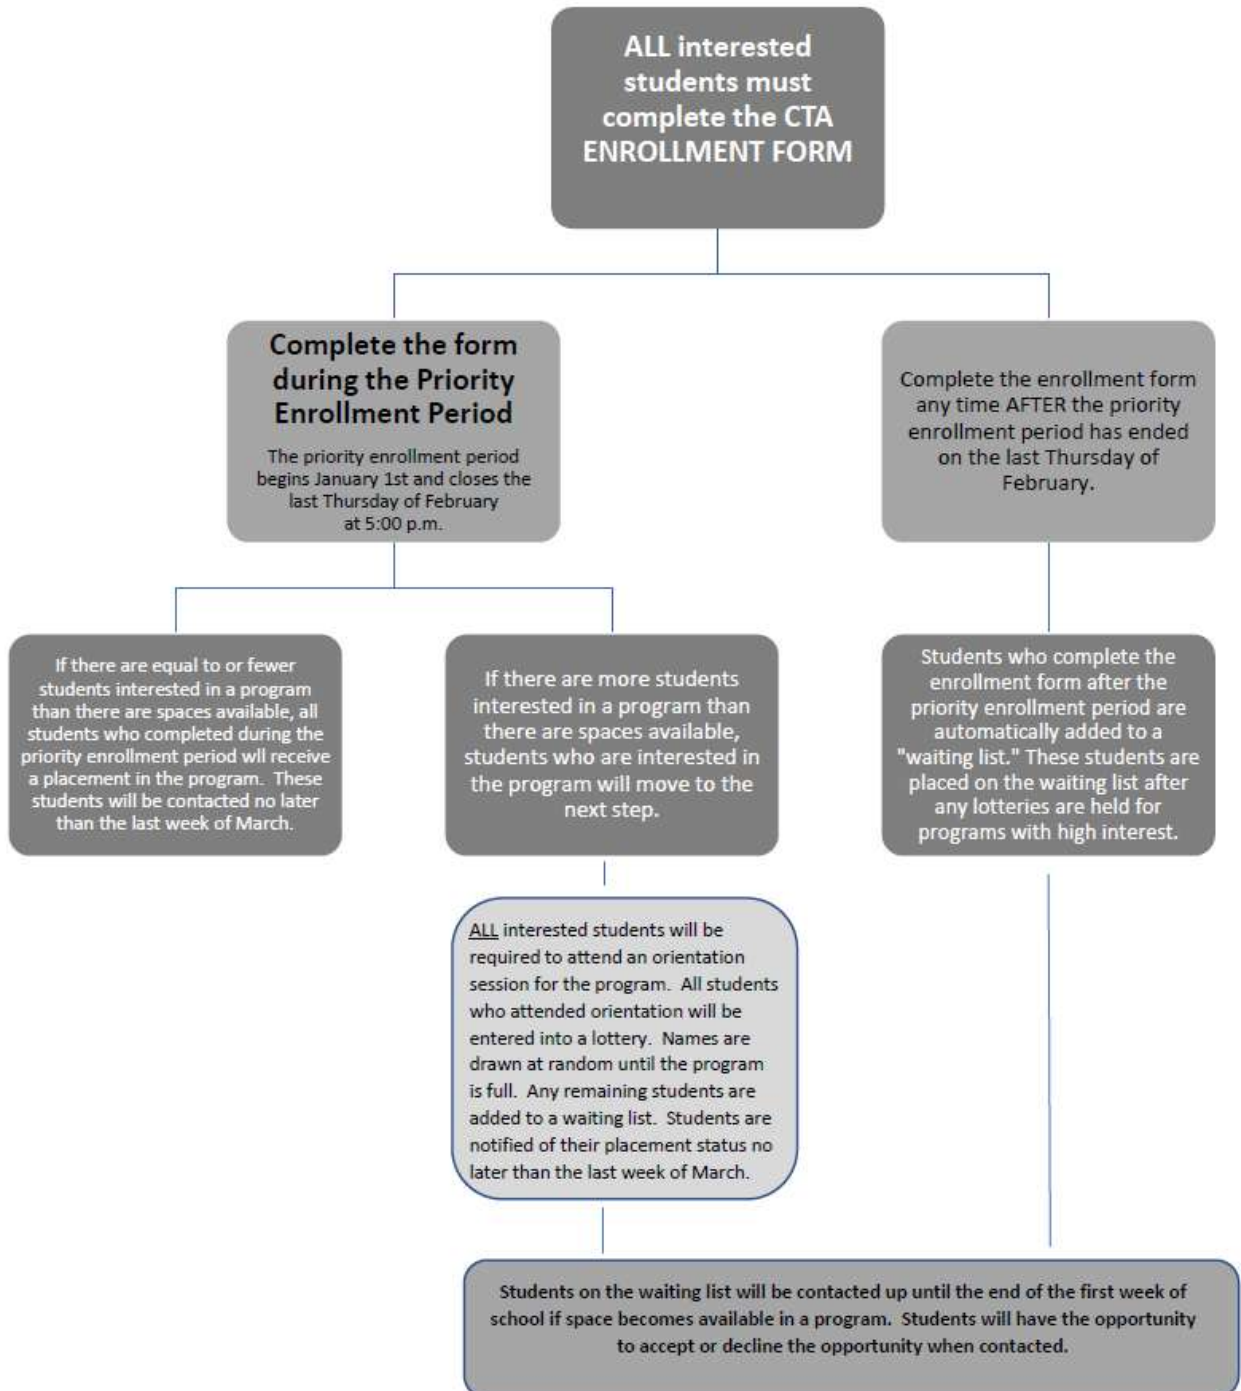 ALL interested
students must
complete the CTA
ENROLLMENT FORM
Complete the form
during the Priority
Enrollment Period
The priority enrollment period
begins January 1st and closes the
last Thursday of February
at 5:00 p.m.
Complete the enrollment form
any time AFTER the priority
enrollment period has ended
on the last Thursday of
February.
If there are equal to or fewer
students interested in a program
than there are spaces available, all
students who completed during the
priority enrollment period wll receive
a placement in the program.  These
students will be contacted no later
than the last week of March.
If there are more students
interested in a program than
there are spaces available,
students who are interested in
the program will move to the
next step.
Students who complete the
enrollment form after the
priority enrollment period are
automatically added to a
"waiting list." These students are
placed on the waiting list after
any lotteries are held for
programs with high interest.
ALL interested students will be
required to attend an orientation
session for the program.  All students
who attended orientation will be
entered into a lottery.  Names are
drawn at random until the program
is full.  Any remaining students are
added to a waiting list.  Students are
notified of their placement status no
later than the last week of March.
Students on the waiting list will be contacted up until the end of the first week of
school if space becomes available in a program.  Students will have the opportunity
to accept or decline the opportunity when contacted.